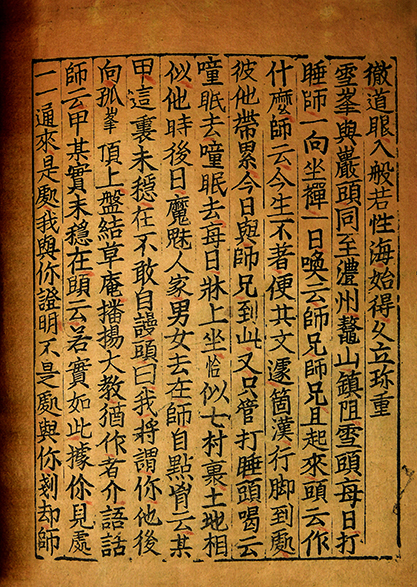 徹道眼入般若性海始得久立珍重
雪峯與巖頭同至澧州鼇山鎮阻雪頭每日打
睡師一向坐禪一日喚云師兄師兄且起來頭云作
什麽師云今生不著便其文邃箇漢行脚到處
彼他帶累今日與師兄到此又只管打睡頭喝云
噇眠去噇眠去每日牀上坐恰似七村裏土地相
似他時後日魔魅人家男女去在師自點胷云某
甲這裏未穩在不敢自謾頭曰我將謂你他後
向孤峯頂上盤結草庵播揚大教猶作者介語話
師云甲某實未穩在頭云若實如此據你見處
一一通來是處我與你證明不是處與你剗却師